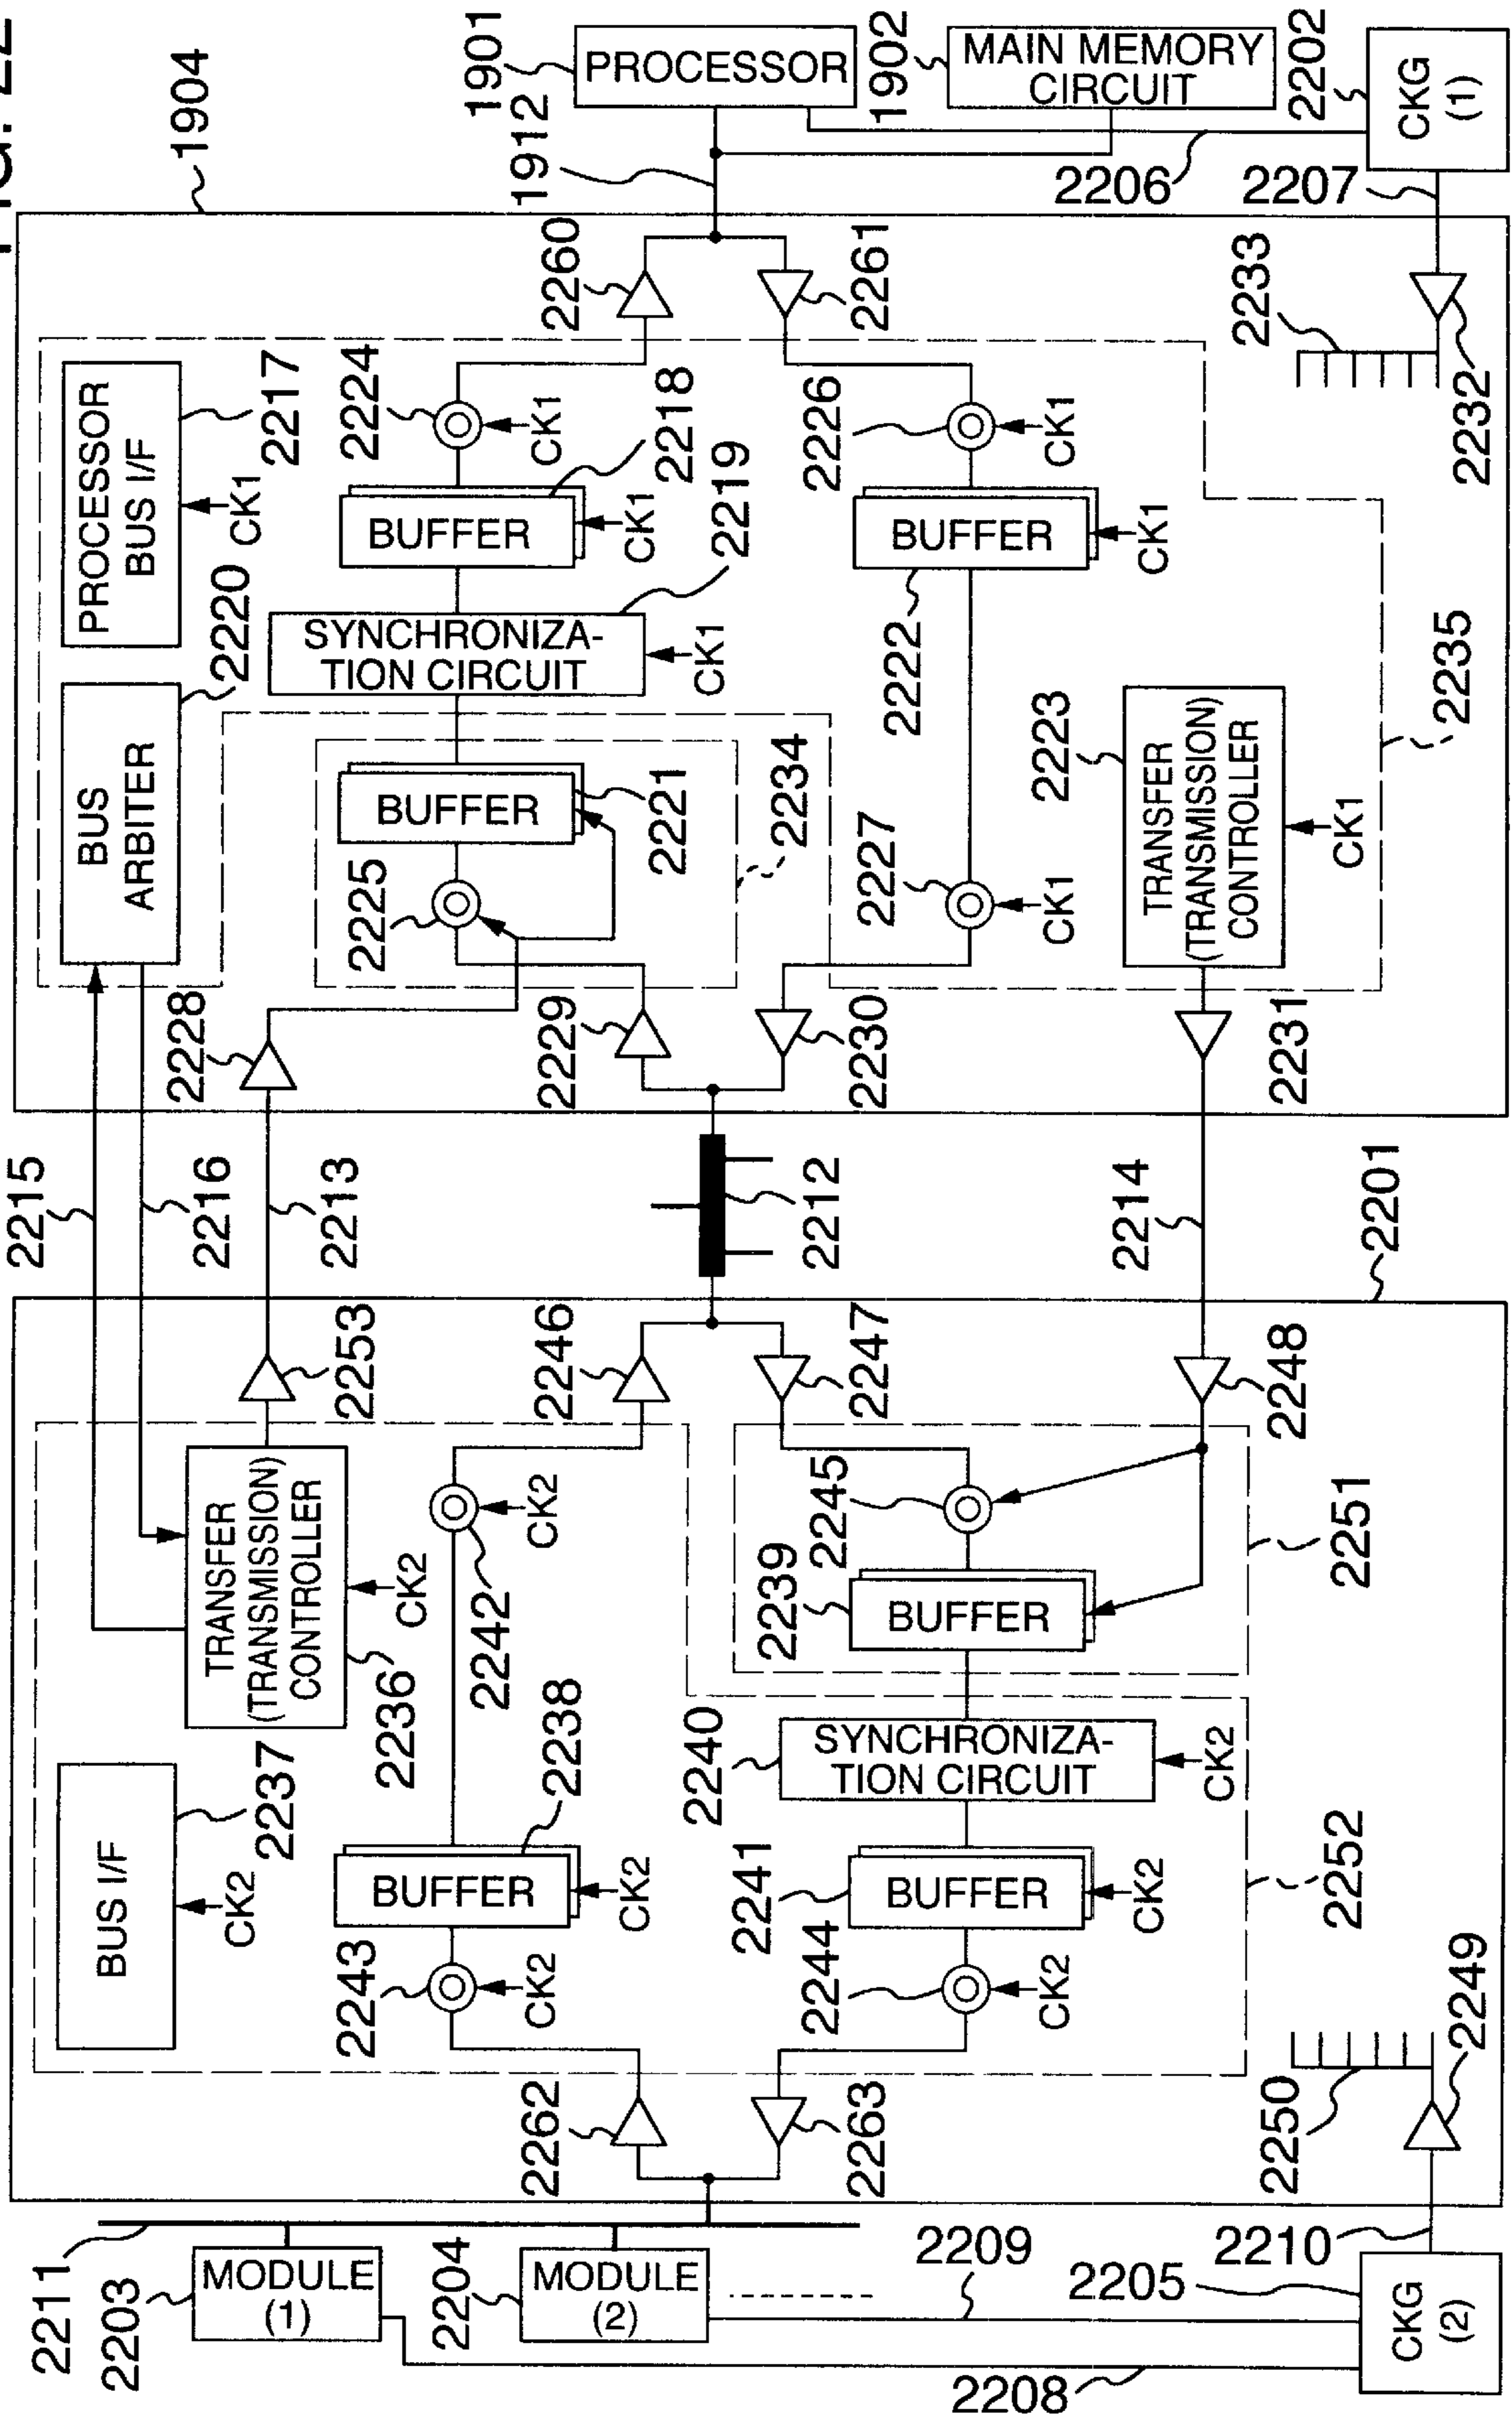 FIG. 22
1904
1912
1901
PROCESSOR
1902
MAIN MEMORY
CIRCUIT
2202
CKG
(1)
2206
2207
2260
2261
2233
2232
PROCESSOR
BUS I/F
2217
CK1
2224
CK1
2218
BUFFER
CK1
2219
SYNCHRONIZA-
TION CIRCUIT
CK1
2226
CK1
BUFFER
2222
CK1
2220
BUS
ARBITER
BUFFER
2221
2225
2234
2227
CK1
2223
TRANSFER
(TRANSMISSION)
CONTROLLER
CK1
2235
2228
2229
2230
2231
2215
2216
2213
2212
2214
2201
2253
2246
2247
2248
TRANSFER
(TRANSMISSION)
CONTROLLER
CK2
2236
CK2
2242
2245
2239
BUFFER
2251
BUS I/F
2237
CK2
2238
BUFFER
CK2
2240
SYNCHRONIZA-
TION CIRCUIT
CK2
2241
BUFFER
CK2
2252
2243
CK2
2244
CK2
2262
2263
2250
2249
2211
2203
MODULE
(1)
2204
MODULE
(2)
2209
2208
2205
2210
CKG
(2)